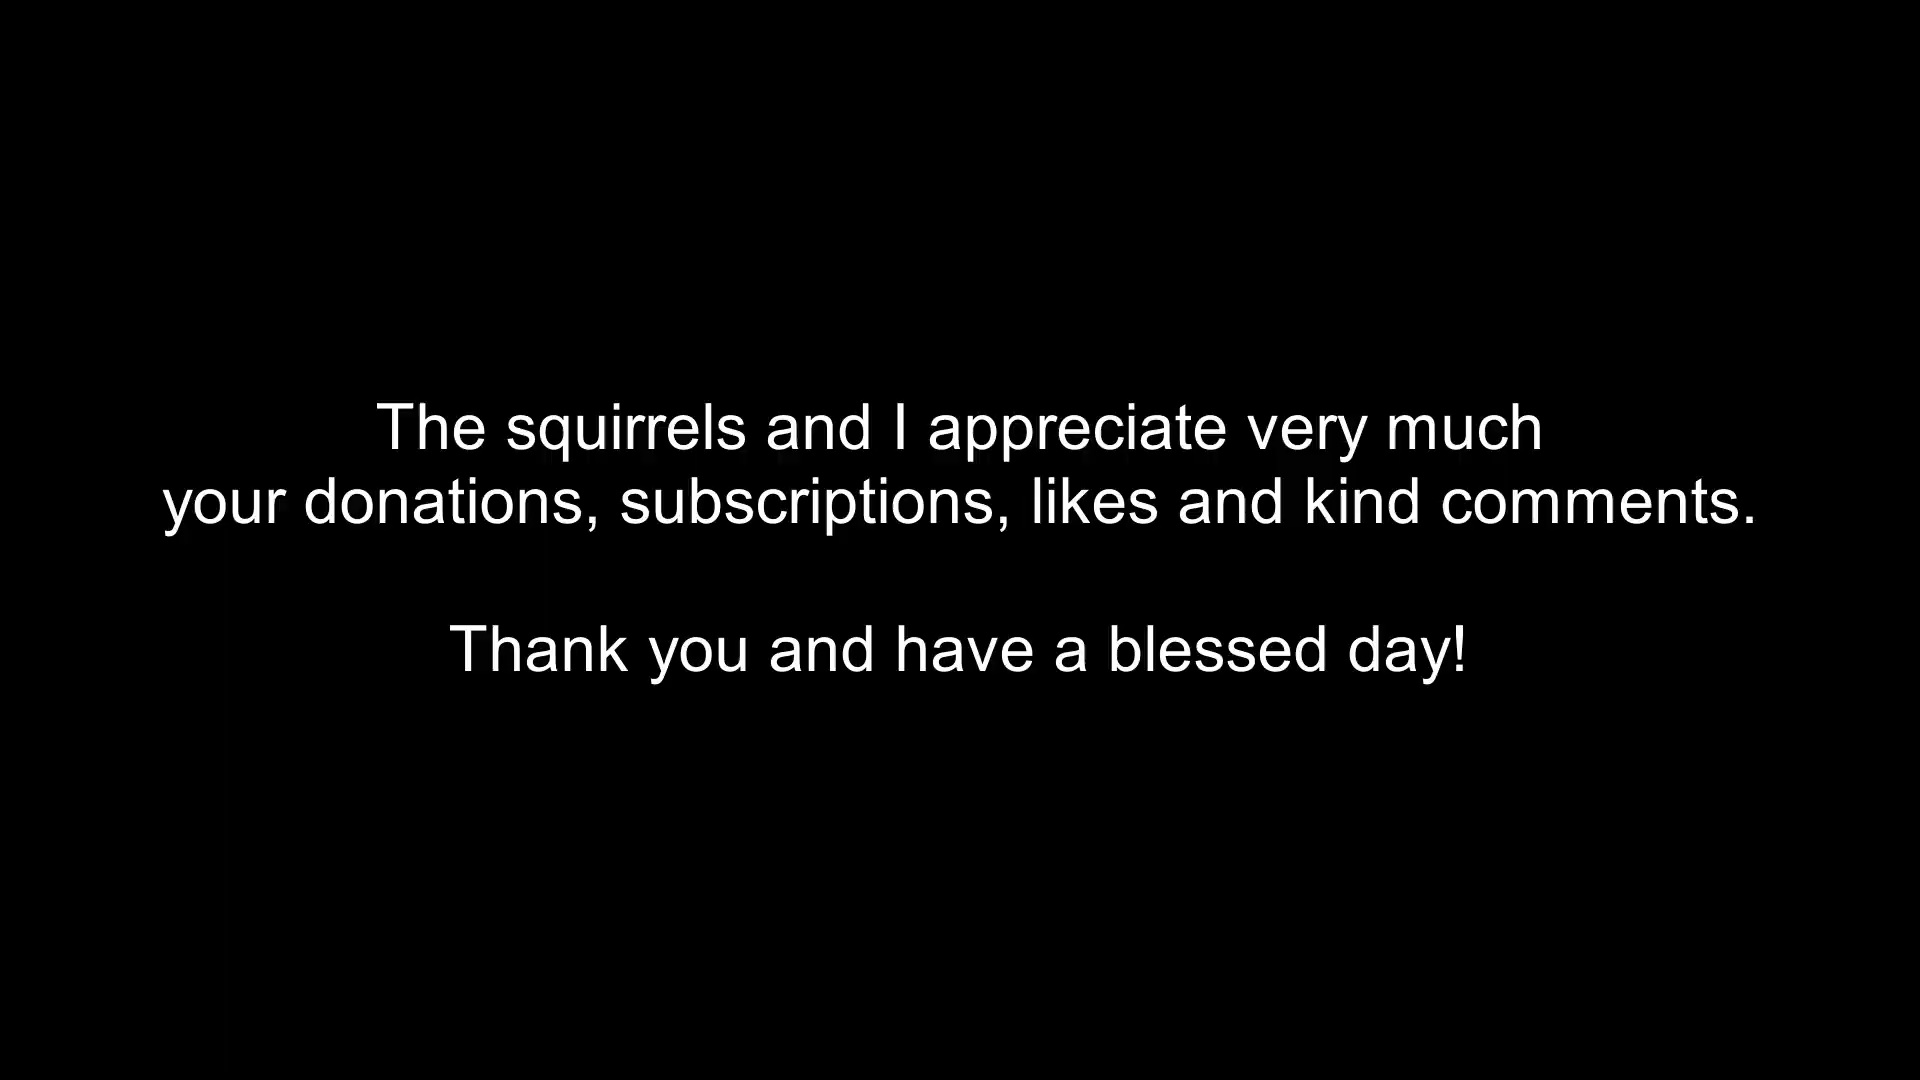 The squirrels and I appreciate very much
your donations, subscriptions, likes and kind comments.
Thank you and have a blessed day!